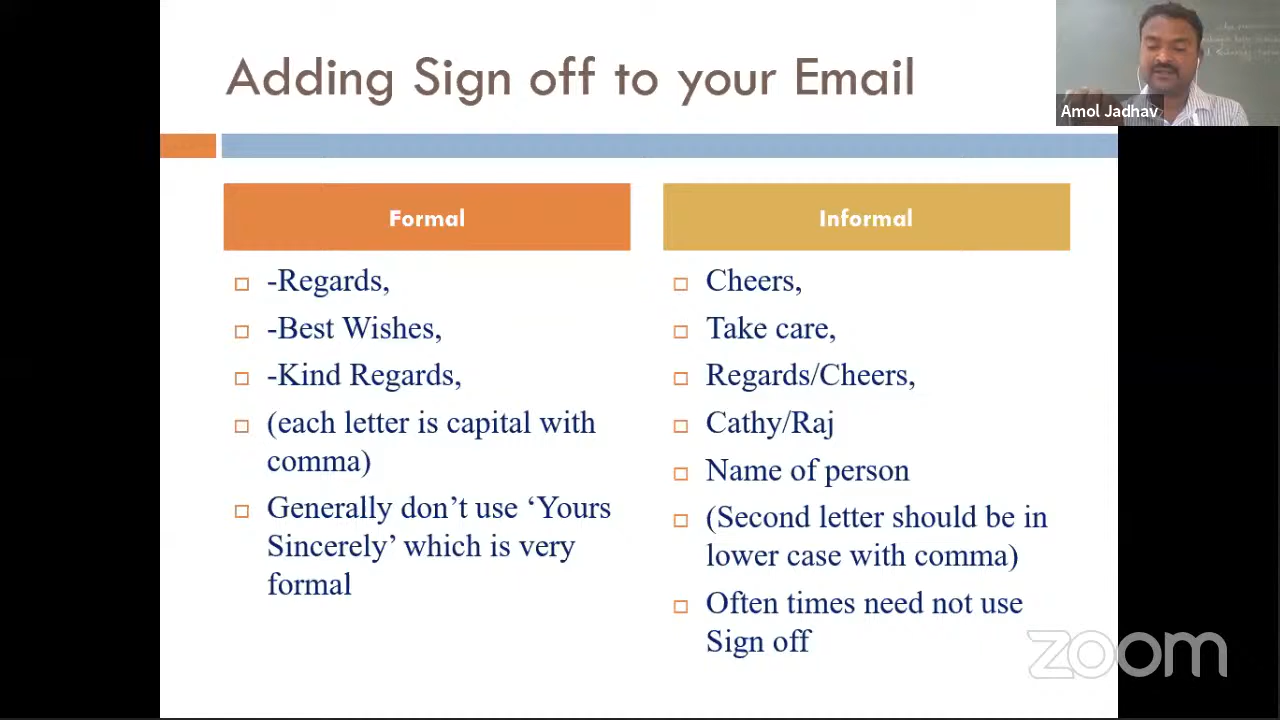 Adding Sign off to your Email
Amol Jadhav
Formal
-Regards,
-Best Wishes,
-Kind Regards,
(each letter is capital with
comma)
Generally don’t use ‘Yours
Sincerely’ which is very
formal
Informal
Cheers,
Take care,
Regards/Cheers,
Cathy/Raj
Name of person
(Second letter should be in
lower case with comma)
Often times need not use
Sign off
zoom